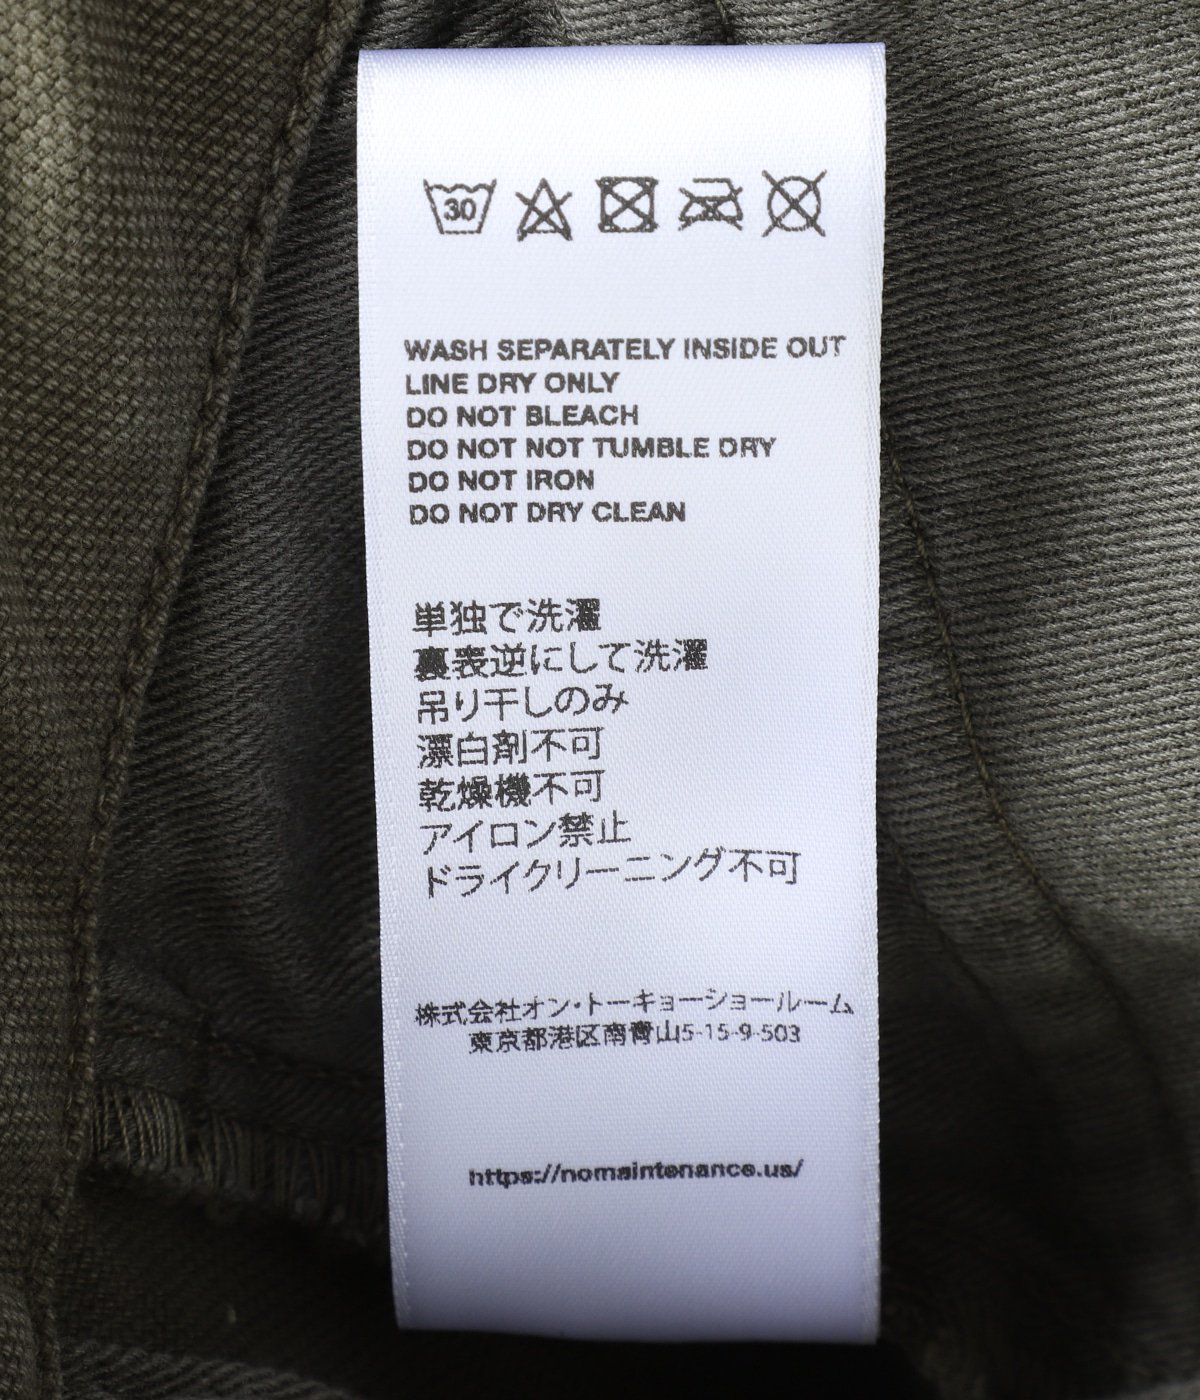 30
WASH SEPARATELY INSIDE OUT
LINE DRY ONLY
DO NOT BLEACH
DO NOT NOT TUMBLE DRY
DO NOT IRON
DO NOT DRY CLEAN
単独で洗濯
裏表逆にして洗濯
吊り干しのみ
漂白剤不可
乾燥機不可
アイロン禁止
ドライクリーニング不可
株式会社オン・トーキョーショールーム
東京都港区南青山5-15-9-503
https://nomaintenance.us/